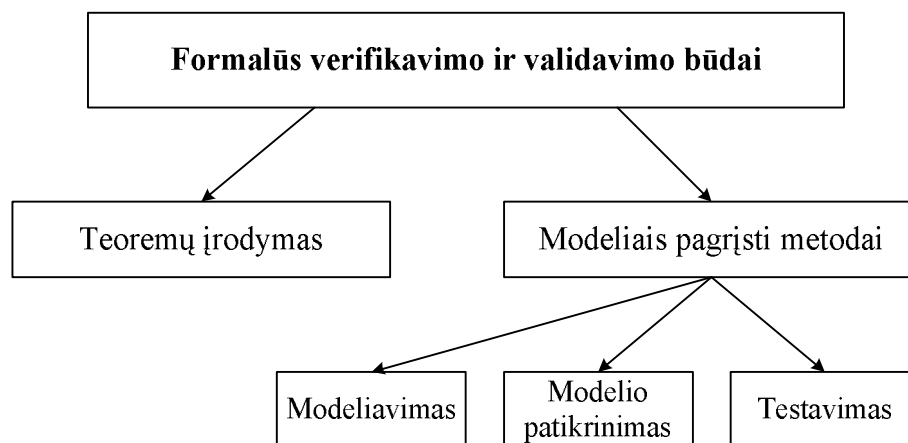 Formalūs verifikavimo ir validavimo būdai
Teoremų įrodymas
Modeliais pagrįsti metodai
Modeliavimas
Modelio
patikrinimas
Testavimas